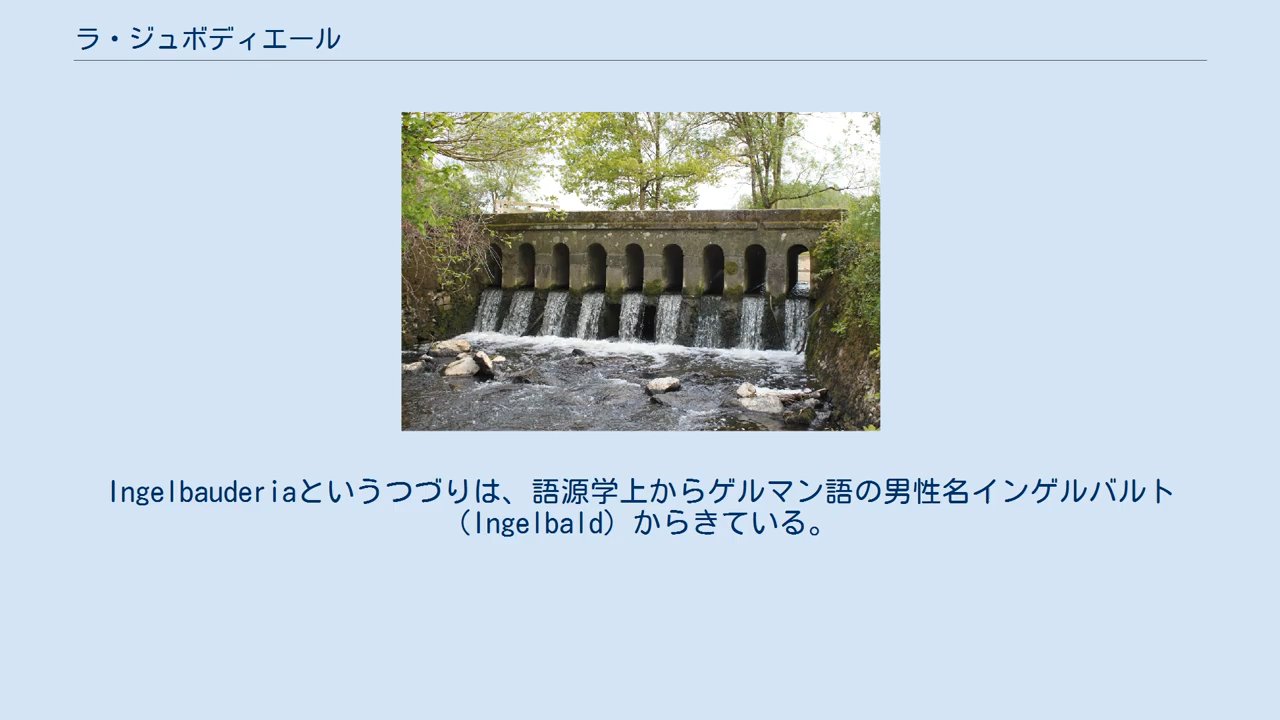 ラ・ジュボディエール
Ingelbauderiaというつづりは、語源学上からゲルマン語の男性名インゲルバルト
（Ingelbald）からきている。